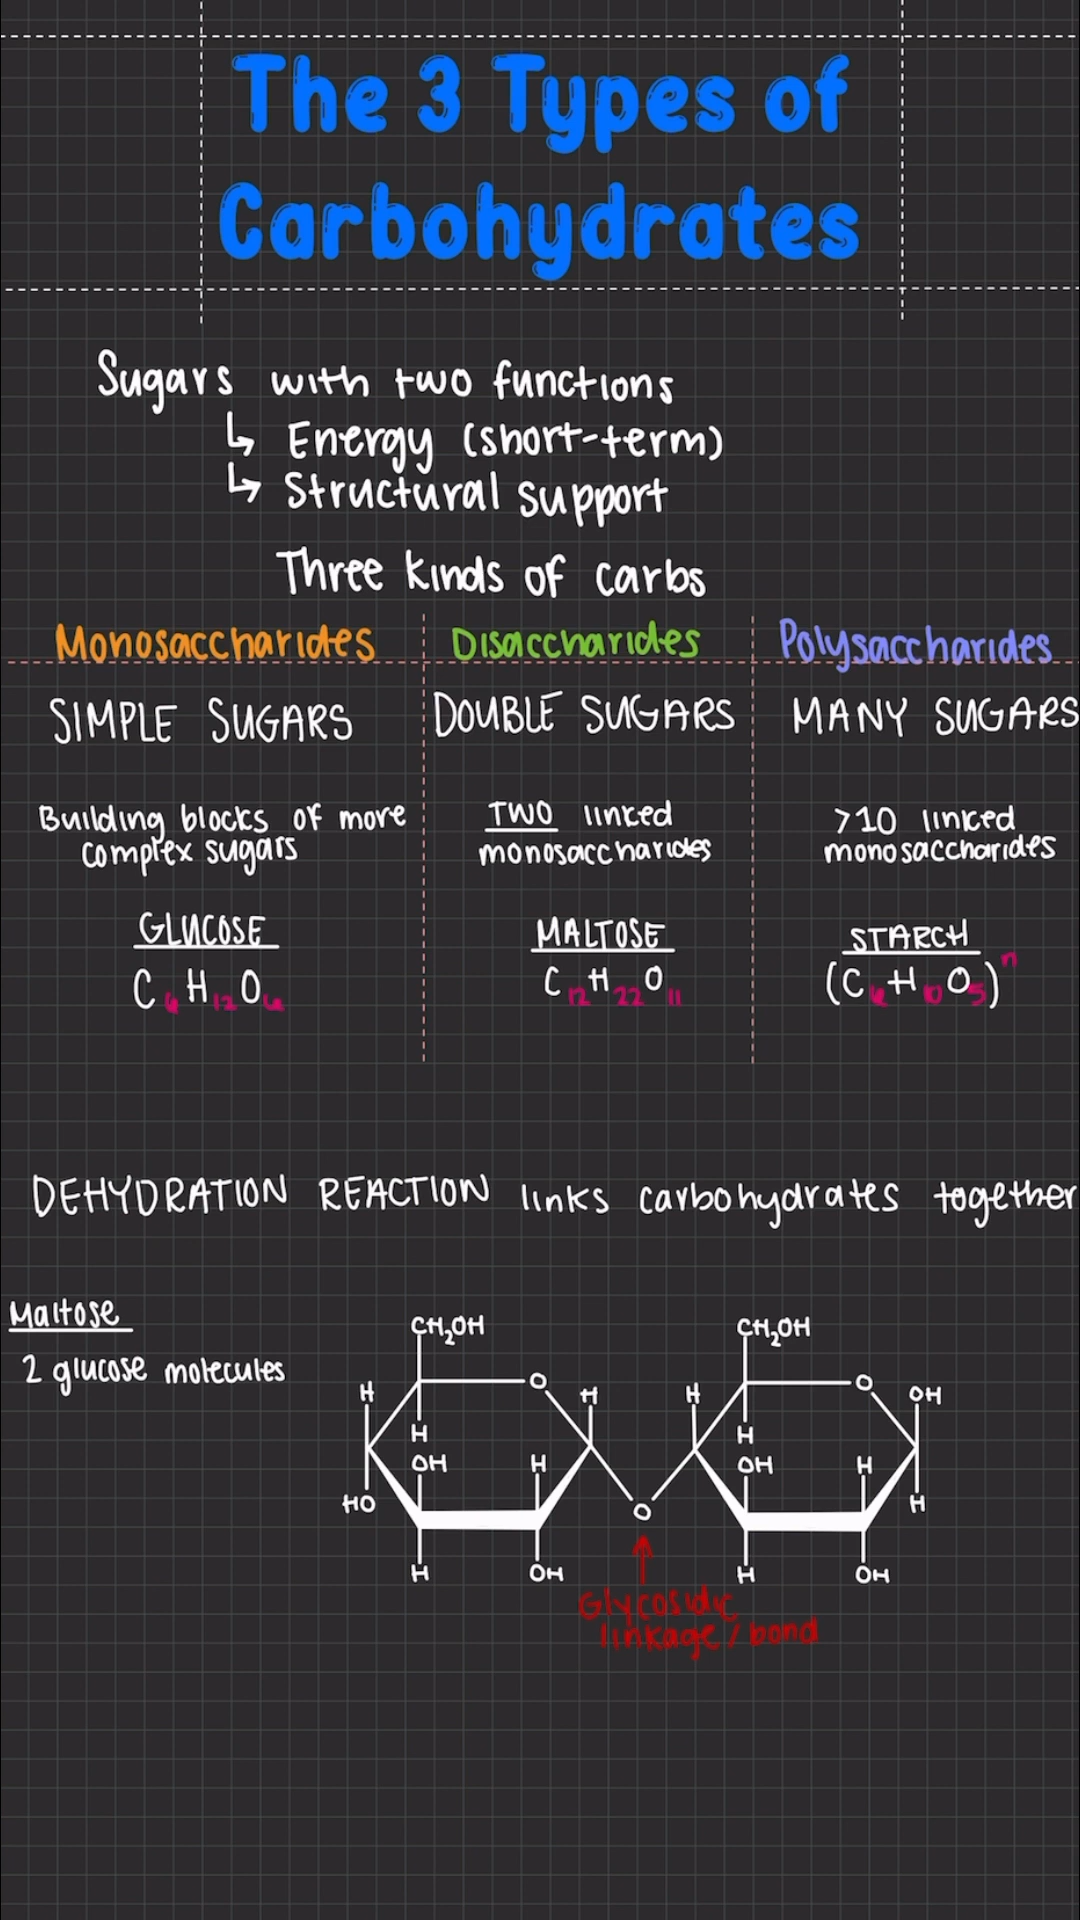 The 3 Types of
Carbohydrates
Sugars with two functions
↳ Energy (short-term)
↳ Structural support
Three kinds of carbs
Monosaccharides
SIMPLE SUGARS
Building blocks of more
complex sugars
GLUCOSE
C₆H₁₂O₆
Disaccharides
DOUBLE SUGARS
TWO linked
monosaccharides
MALTOSE
C₁₂H₂₂O₁₁
Polysaccharides
MANY SUGARS
>10 linked
monosaccharides
STARCH
(C₆H₁₀O₅)ⁿ
DEHYDRATION REACTION links carbohydrates together
Maltose
2 glucose molecules
CH₂OH CH₂OH
H O H H O OH
H H
OH H OH H
HO O H
H OH H OH
Glycosidic
linkage / bond